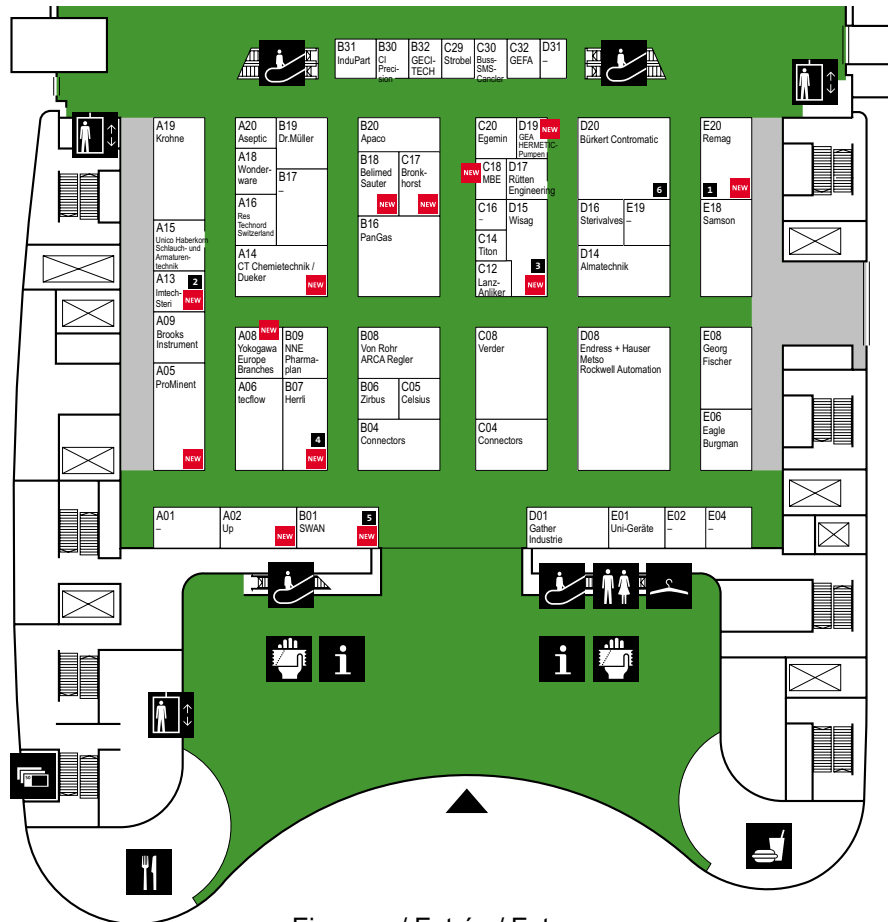 B31
InduPart
B30
CI
Preci-
sion
B32
GECI-
TECH
C29
Strobel
C30
Buss-
SMS-
Canzler
C32
GEFA
D31
–
A19
Krohne
A20
Aseptic
B19
Dr.Müller
B20
Apaco
C20
Egemin
D19
NEW
GEA
HERMETIC-
Pumpen
D20
Bürkert Contromatic
6
E20
Remag
1
NEW
A18
Wonder-
ware
B17
–
B18
Belimed
Sauter
NEW
C17
Bronk-
horst
NEW
NEW
C18
MBE
D17
Rütten
Engineering
A16
Res
Technord
Switzerland
C16
–
D15
Wisag
3
NEW
D16
Sterivalves
E19
–
E18
Samson
A15
Unico Haberkorn
Schlauch- und
Armaturen-
technik
B16
PanGas
C14
Titon
A14
CT Chemietechnik /
Dueker
NEW
D14
Almatechnik
C12
Lanz-
Anliker
A13
2
Imtech-
Steri
NEW
A09
Brooks
Instrument
A08
NEW
Yokogawa
Europe
Branches
B09
NNE
Pharma-
plan
B08
Von Rohr
ARCA Regler
C08
Verder
D08
Endress + Hauser
Metso
Rockwell Automation
E08
Georg
Fischer
A05
ProMinent
NEW
A06
tecflow
B07
Herrli
4
NEW
B06
Zirbus
C05
Celsius
B04
Connectors
C04
Connectors
E06
Eagle
Burgman
A01
–
A02
Up
NEW
B01
SWAN
5
NEW
D01
Gather
Industrie
E01
Uni-Geräte
E02
–
E04
–
i
i